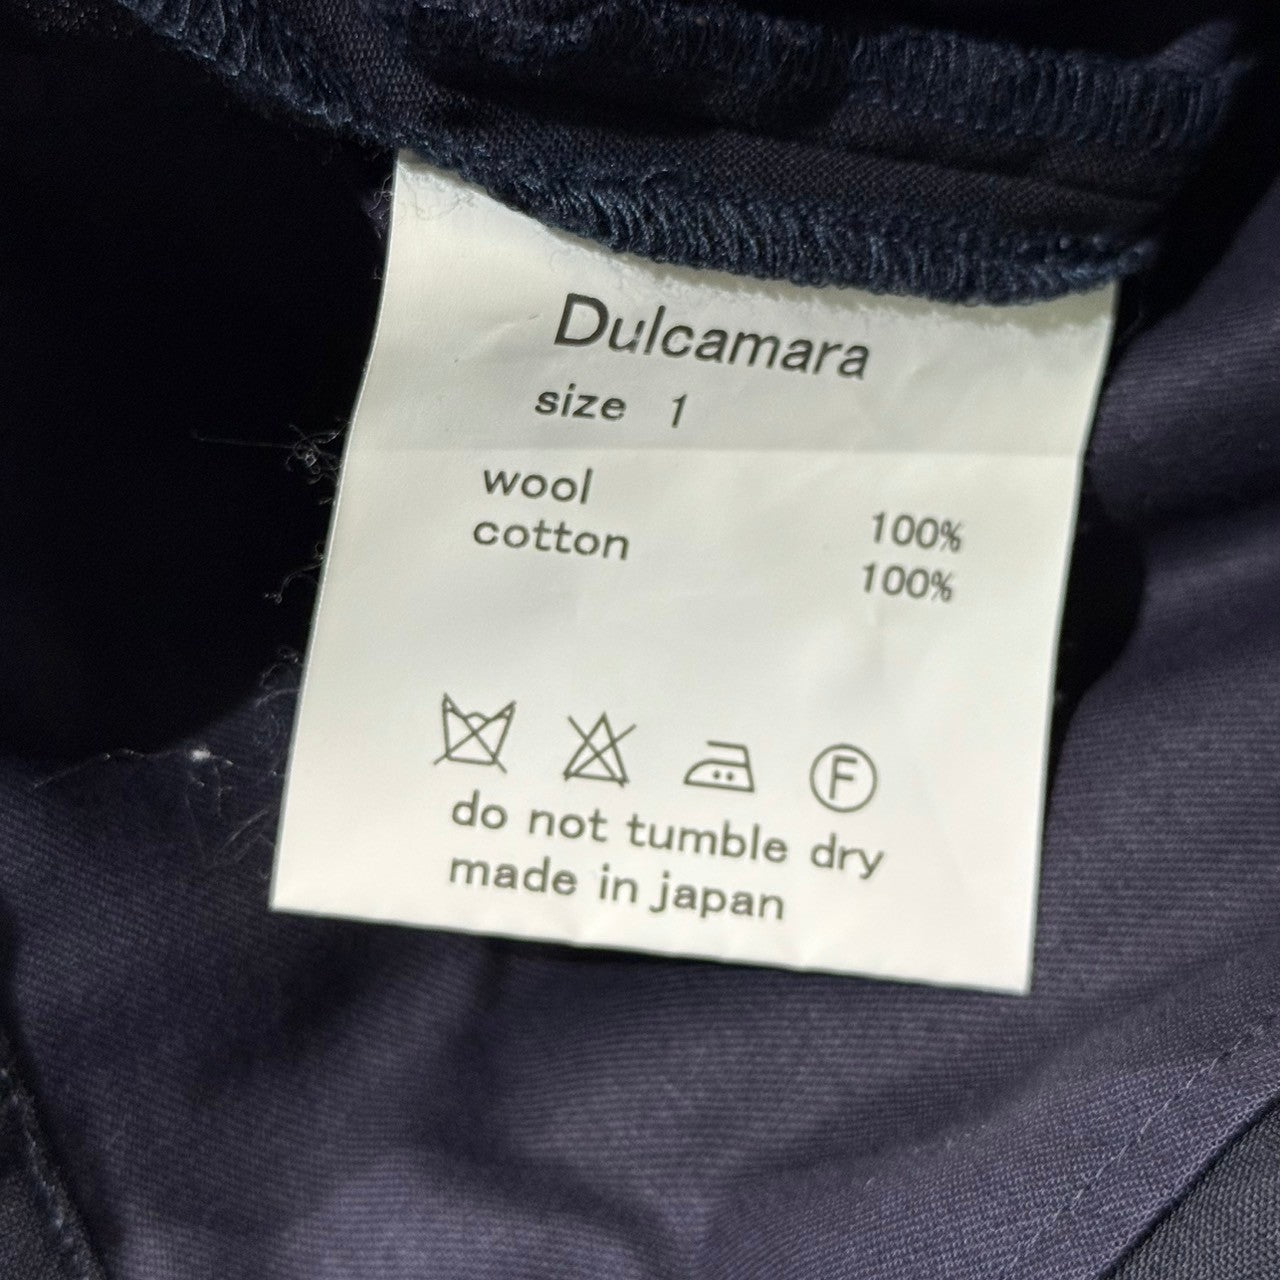 Dulcamara
size 1
wool 100%
cotton 100%
F
do not tumble dry
made in japan